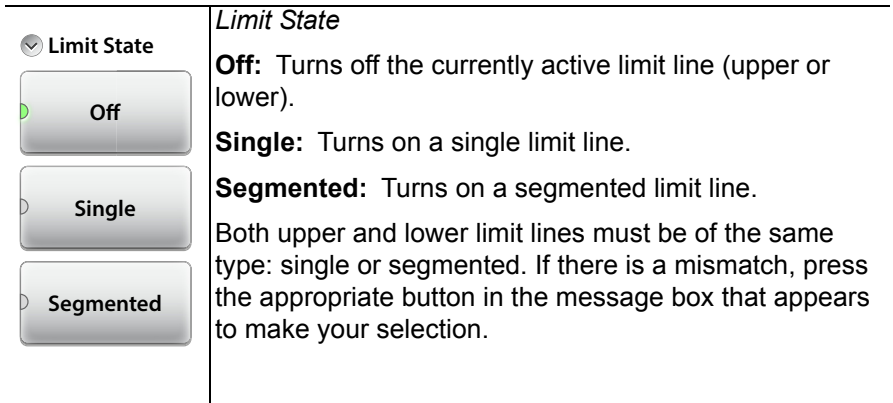 Limit State
Off
Single
Segmented
Limit State
Off: Turns off the currently active limit line (upper or
lower).
Single: Turns on a single limit line.
Segmented: Turns on a segmented limit line.
Both upper and lower limit lines must be of the same
type: single or segmented. If there is a mismatch, press
the appropriate button in the message box that appears
to make your selection.